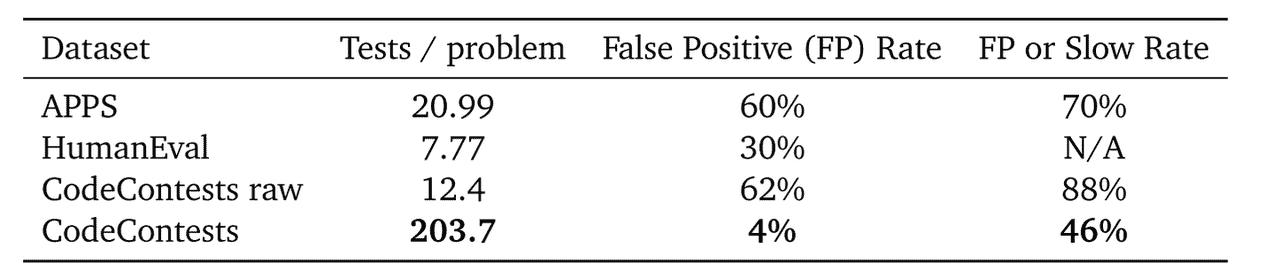 Dataset Tests / problem False Positive (FP) Rate FP or Slow Rate
APPS 20.99 60% 70%
HumanEval 7.77 30% N/A
CodeContests raw 12.4 62% 88%
CodeContests 203.7 4% 46%